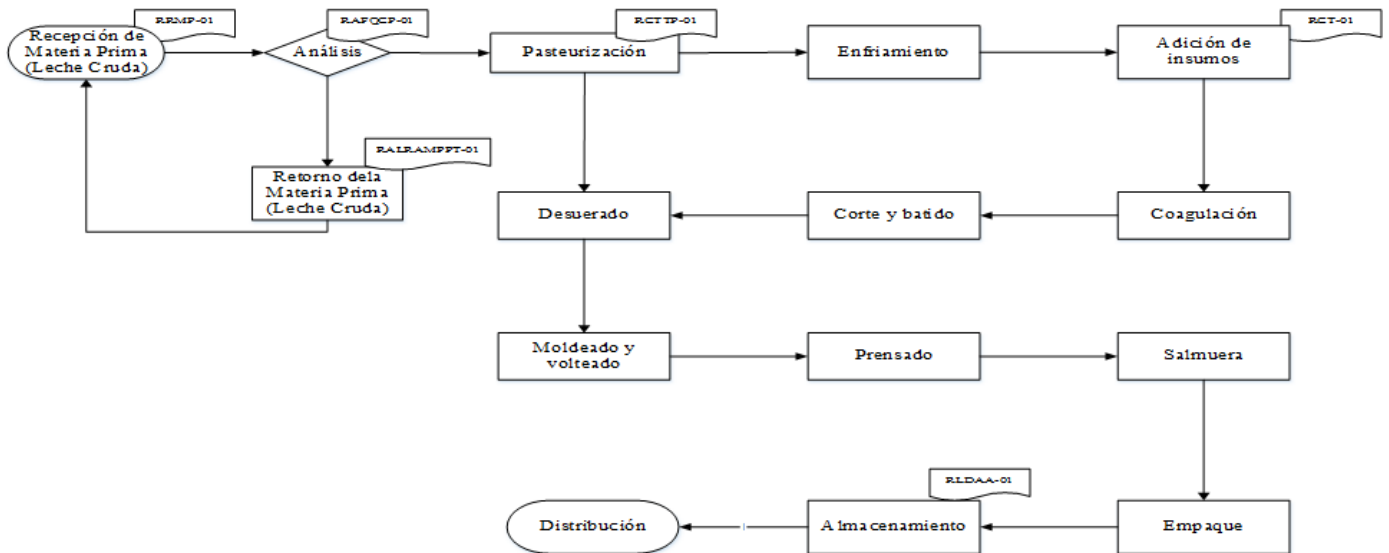 RRMP-01
Recepción de
Materia Prima
(Leche Cruda)
RAFQCP-01
Análisis
RCTTP-01
Pasteurización
Enfriamiento
RCT-01
Adición de
insumos
RALRAMPPT-01
Retorno dela
Materia Prima
(Leche Cruda)
Desuerado
Corte y batido
Coagulación
Moldeado y
volteado
Prensado
Salmuera
RLDAA-01
Distribución
Almacenamiento
Empaque